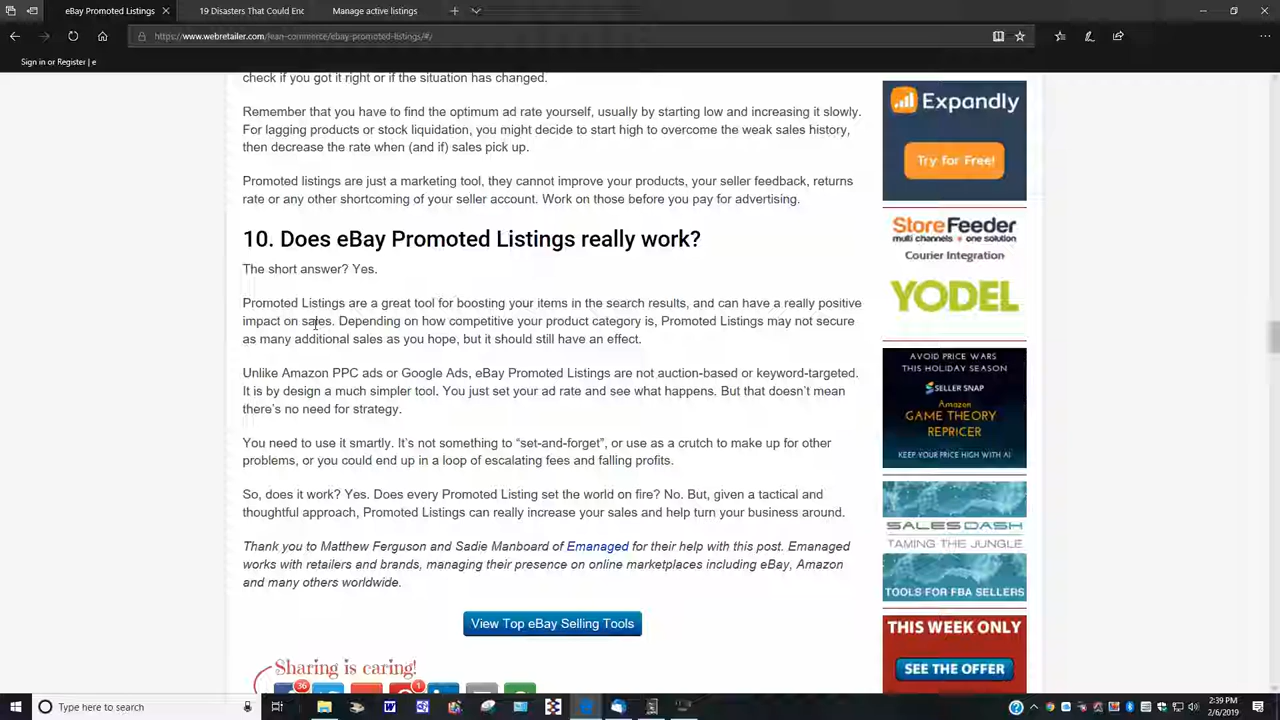 eBay Promoted Listings
19 Disasters That Could Enc
Manage active listings
https://www.webretailer.com/lean-commerce/ebay-promoted-listings/#/
Sign in or Register | e
check if you got it right or if the situation has changed.
Remember that you have to find the optimum ad rate yourself, usually by starting low and increasing it slowly.
For lagging products or stock liquidation, you might decide to start high to overcome the weak sales history,
then decrease the rate when (and if) sales pick up.
Promoted listings are just a marketing tool, they cannot improve your products, your seller feedback, returns
rate or any other shortcoming of your seller account. Work on those before you pay for advertising.
10. Does eBay Promoted Listings really work?
The short answer? Yes.
Promoted Listings are a great tool for boosting your items in the search results, and can have a really positive
impact on sales. Depending on how competitive your product category is, Promoted Listings may not secure
as many additional sales as you hope, but it should still have an effect.
Unlike Amazon PPC ads or Google Ads, eBay Promoted Listings are not auction-based or keyword-targeted.
It is by design a much simpler tool. You just set your ad rate and see what happens. But that doesn't mean
there's no need for strategy.
You need to use it smartly. It's not something to “set-and-forget”, or use as a crutch to make up for other
problems, or you could end up in a loop of escalating fees and falling profits.
So, does it work? Yes. Does every Promoted Listing set the world on fire? No. But, given a tactical and
thoughtful approach, Promoted Listings can really increase your sales and help turn your business around.
Thank you to Matthew Ferguson and Sadie Manboard of Emanaged for their help with this post. Emanaged
works with retailers and brands, managing their presence on online marketplaces including eBay, Amazon
and many others worldwide.
View Top eBay Selling Tools
Sharing is caring!
36
1
Expandly
Try for Free!
StoreFeeder
multi channels + one solution
Courier Integration
YODEL
AVOID PRICE WARS
THIS HOLIDAY SEASON
SELLER SNAP
Amazon
GAME THEORY
REPRICER
KEEP YOUR PRICE HIGH WITH AI
SALESDASH
TAMING THE JUNGLE
TOOLS FOR FBA SELLERS
THIS WEEK ONLY
SEE THE OFFER
Type here to search
2:39 PM
2/6/2019